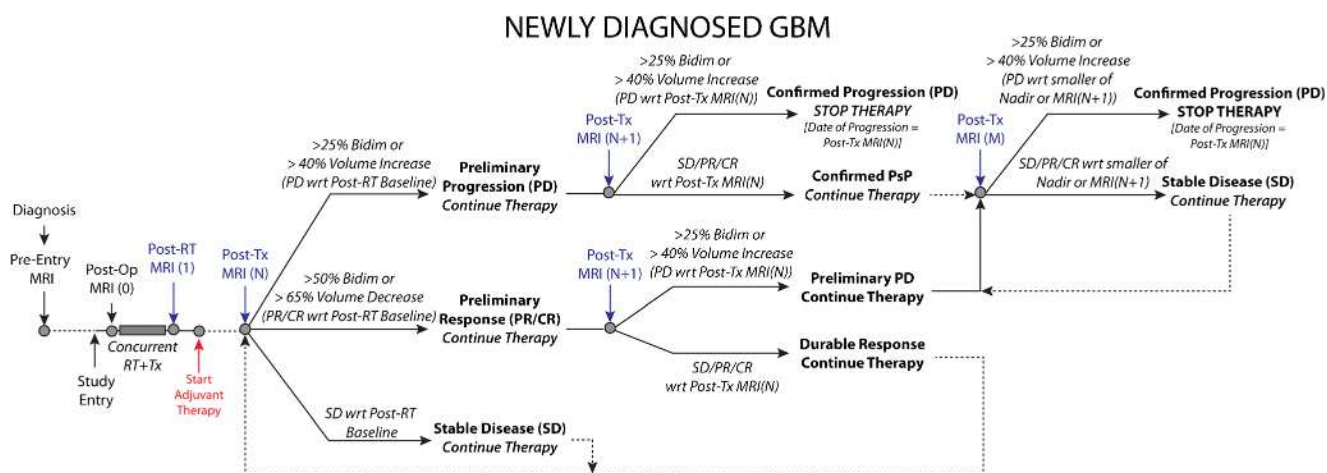 NEWLY DIAGNOSED GBM
Diagnosis
Pre-Entry
MRI
Post-Op
MRI (0)
Study
Entry
Concurrent
RT+Tx
Post-RT
MRI (1)
Start
Adjuvant
Therapy
Post-Tx
MRI (N)
>25% Bidim or
> 40% Volume Increase
(PD wrt Post-RT Baseline)
Preliminary
Progression (PD)
Continue Therapy
Post-Tx
MRI (N+1)
>25% Bidim or
> 40% Volume Increase
(PD wrt Post-Tx MRI(N))
Confirmed Progression (PD)
STOP THERAPY
[Date of Progression =
Post-Tx MRI(N)]
SD/PR/CR
wrt Post-Tx MRI(N)
Confirmed PsP
Continue Therapy
Post-Tx
MRI (M)
>25% Bidim or
> 40% Volume Increase
(PD wrt smaller of
Nadir or MRI(N+1))
Confirmed Progression (PD)
STOP THERAPY
[Date of Progression =
Post-Tx MRI(N)]
SD/PR/CR wrt smaller of
Nadir or MRI(N+1)
Stable Disease (SD)
Continue Therapy
>50% Bidim or
> 65% Volume Decrease
(PR/CR wrt Post-RT Baseline)
Preliminary
Response (PR/CR)
Continue Therapy
Post-Tx
MRI (N+1)
>25% Bidim or
> 40% Volume Increase
(PD wrt Post-Tx MRI(N))
Preliminary PD
Continue Therapy
SD/PR/CR
wrt Post-Tx MRI(N)
Durable Response
Continue Therapy
SD wrt Post-RT
Baseline
Stable Disease (SD)
Continue Therapy